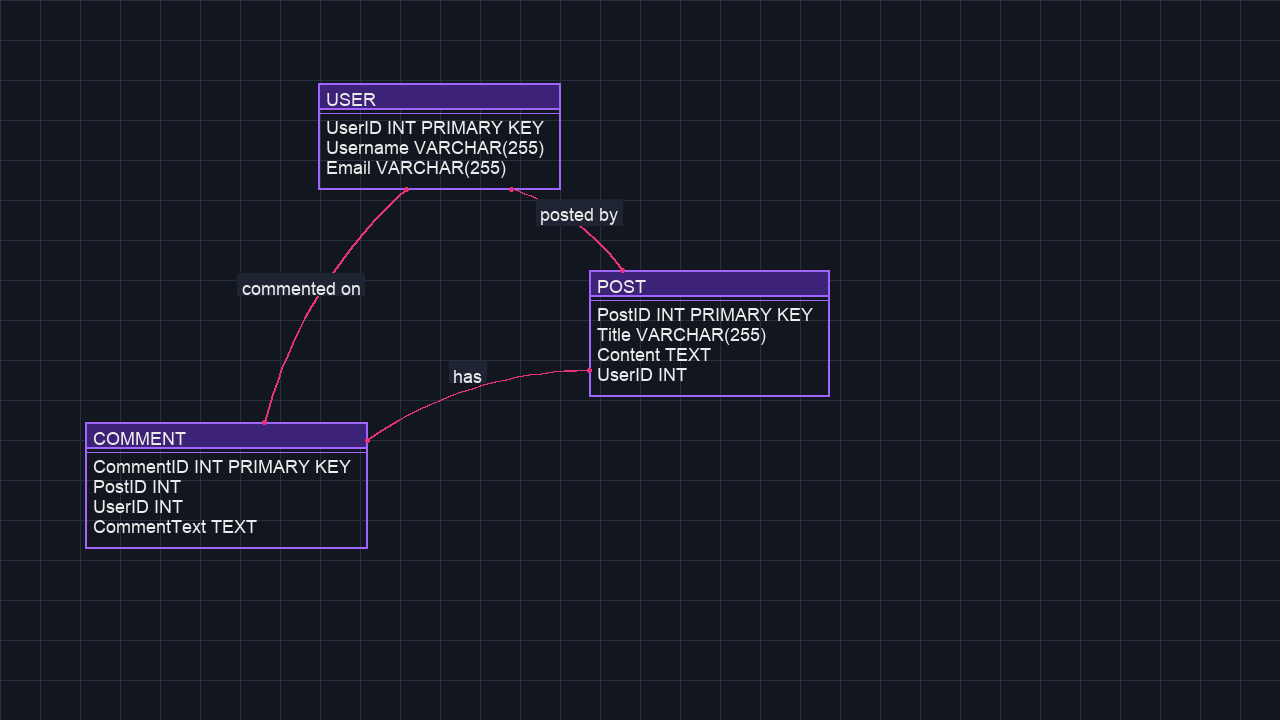 USER
UserID INT PRIMARY KEY
Username VARCHAR(255)
Email VARCHAR(255)
posted by
commented on
POST
PostID INT PRIMARY KEY
Title VARCHAR(255)
Content TEXT
UserID INT
has
COMMENT
CommentID INT PRIMARY KEY
PostID INT
UserID INT
CommentText TEXT